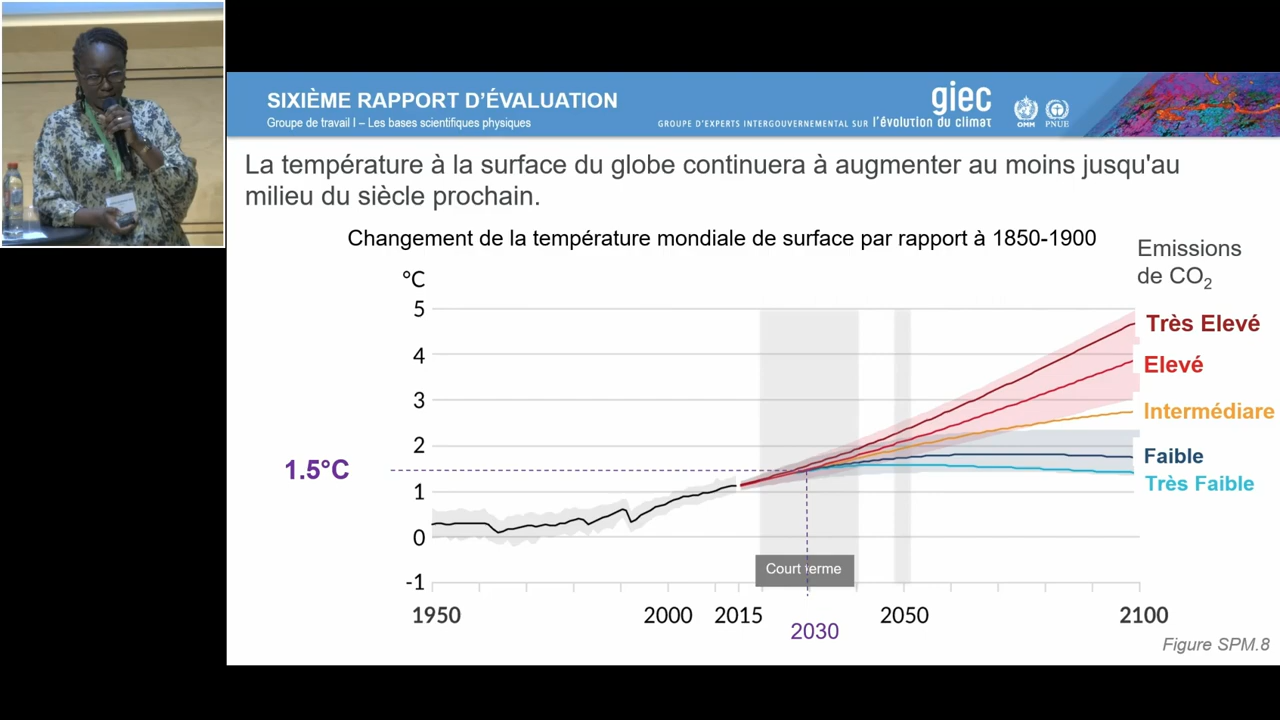 SIXIÈME RAPPORT D’ÉVALUATION
Groupe de travail I – Les bases scientifiques physiques
giec
GROUPE D'EXPERTS INTERGOUVERNEMENTAL SUR l'évolution du climat
OMM
PNUE
La température à la surface du globe continuera à augmenter au moins jusqu'au
milieu du siècle prochain.
Changement de la température mondiale de surface par rapport à 1850-1900
Emissions
de CO2
°C
5
4
3
2
1
0
-1
1.5°C
Très Elevé
Elevé
Intermédiare
Faible
Très Faible
Court terme
1950
2000
2015
2030
2050
2100
Figure SPM.8